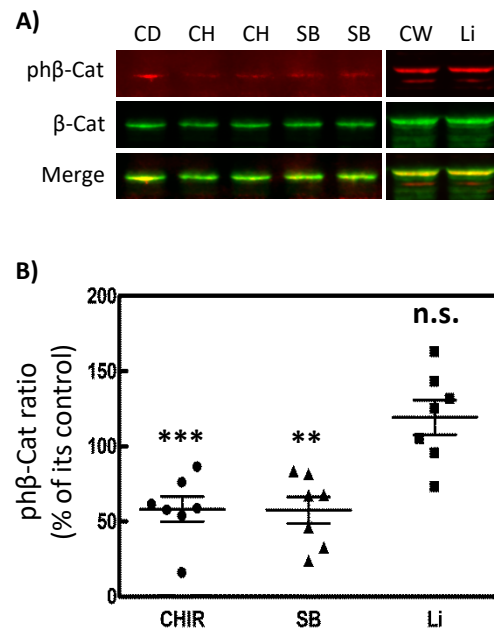 A)
CD CH CH SB SB CW Li
phβ-Cat
β-Cat
Merge
B)
phβ-Cat ratio
(% of its control)
200
150
100
50
0
***
**
n.s.
CHIR SB Li